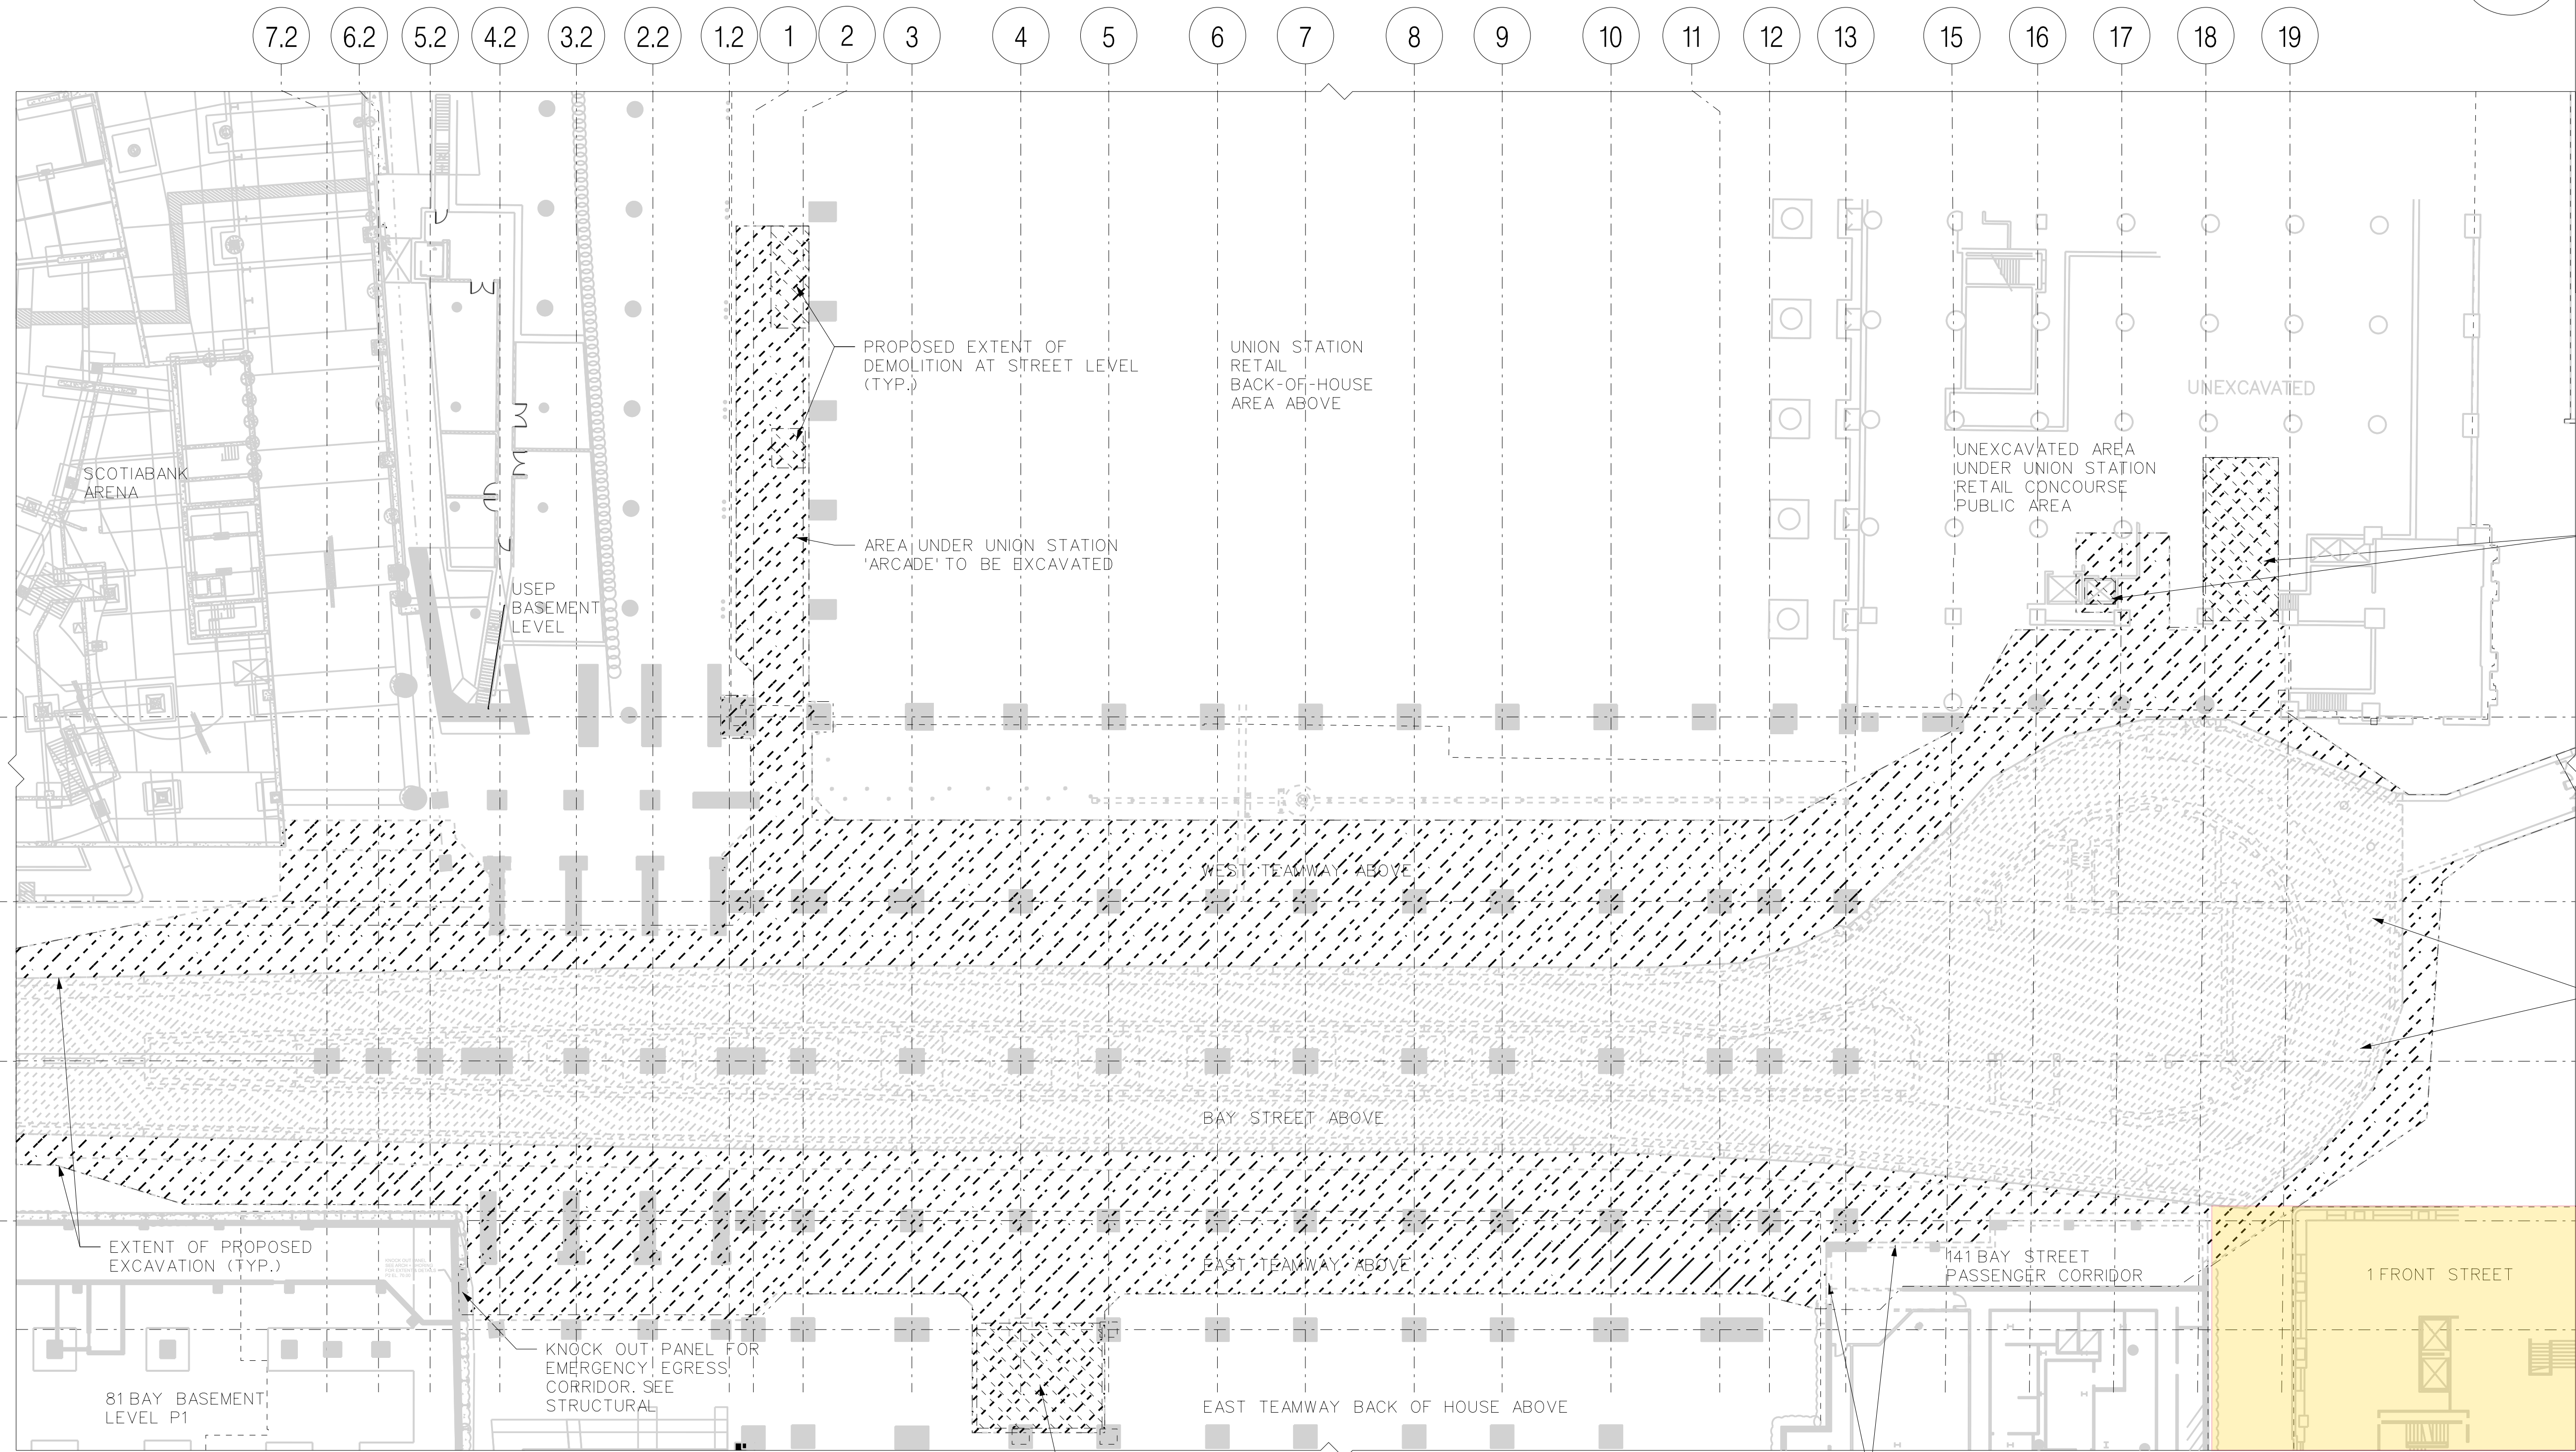 7.2 6.2 5.2 4.2 3.2 2.2 1.2 1 2 3 4 5 6 7 8 9 10 11 12 13 15 16 17 18 19
PROPOSED EXTENT OF
DEMOLITION AT STREET LEVEL
(TYP.)
UNION STATION
RETAIL
BACK-OF-HOUSE
AREA ABOVE
UNEXCAVATED
UNEXCAVATED AREA
UNDER UNION STATION
RETAIL CONCOURSE
PUBLIC AREA
SCOTIABANK
ARENA
AREA UNDER UNION STATION
'ARCADE' TO BE EXCAVATED
USEP
BASEMENT
LEVEL
WEST TEAMWAY ABOVE
BAY STREET ABOVE
EXTENT OF PROPOSED
EXCAVATION (TYP.)
EAST TEAMWAY ABOVE
141 BAY STREET
PASSENGER CORRIDOR
1 FRONT STREET
KNOCK OUT PANEL FOR
EMERGENCY EGRESS
CORRIDOR. SEE
STRUCTURAL
81 BAY BASEMENT
LEVEL P1
EAST TEAMWAY BACK OF HOUSE ABOVE